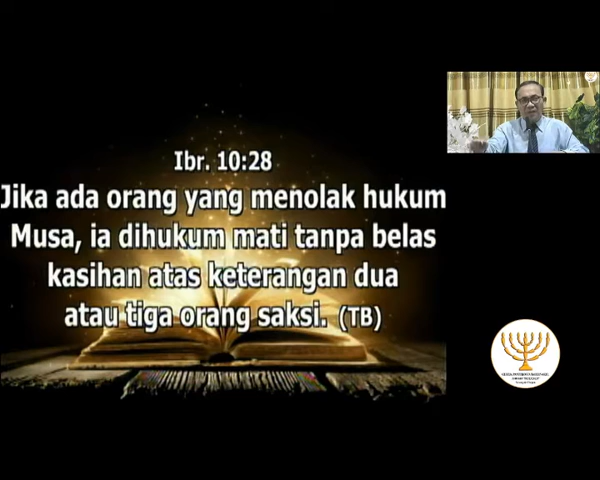 Ibr. 10:28
Jika ada orang yang menolak hukum
Musa, ia dihukum mati tanpa belas
kasihan atas keterangan dua
atau tiga orang saksi. (TB)